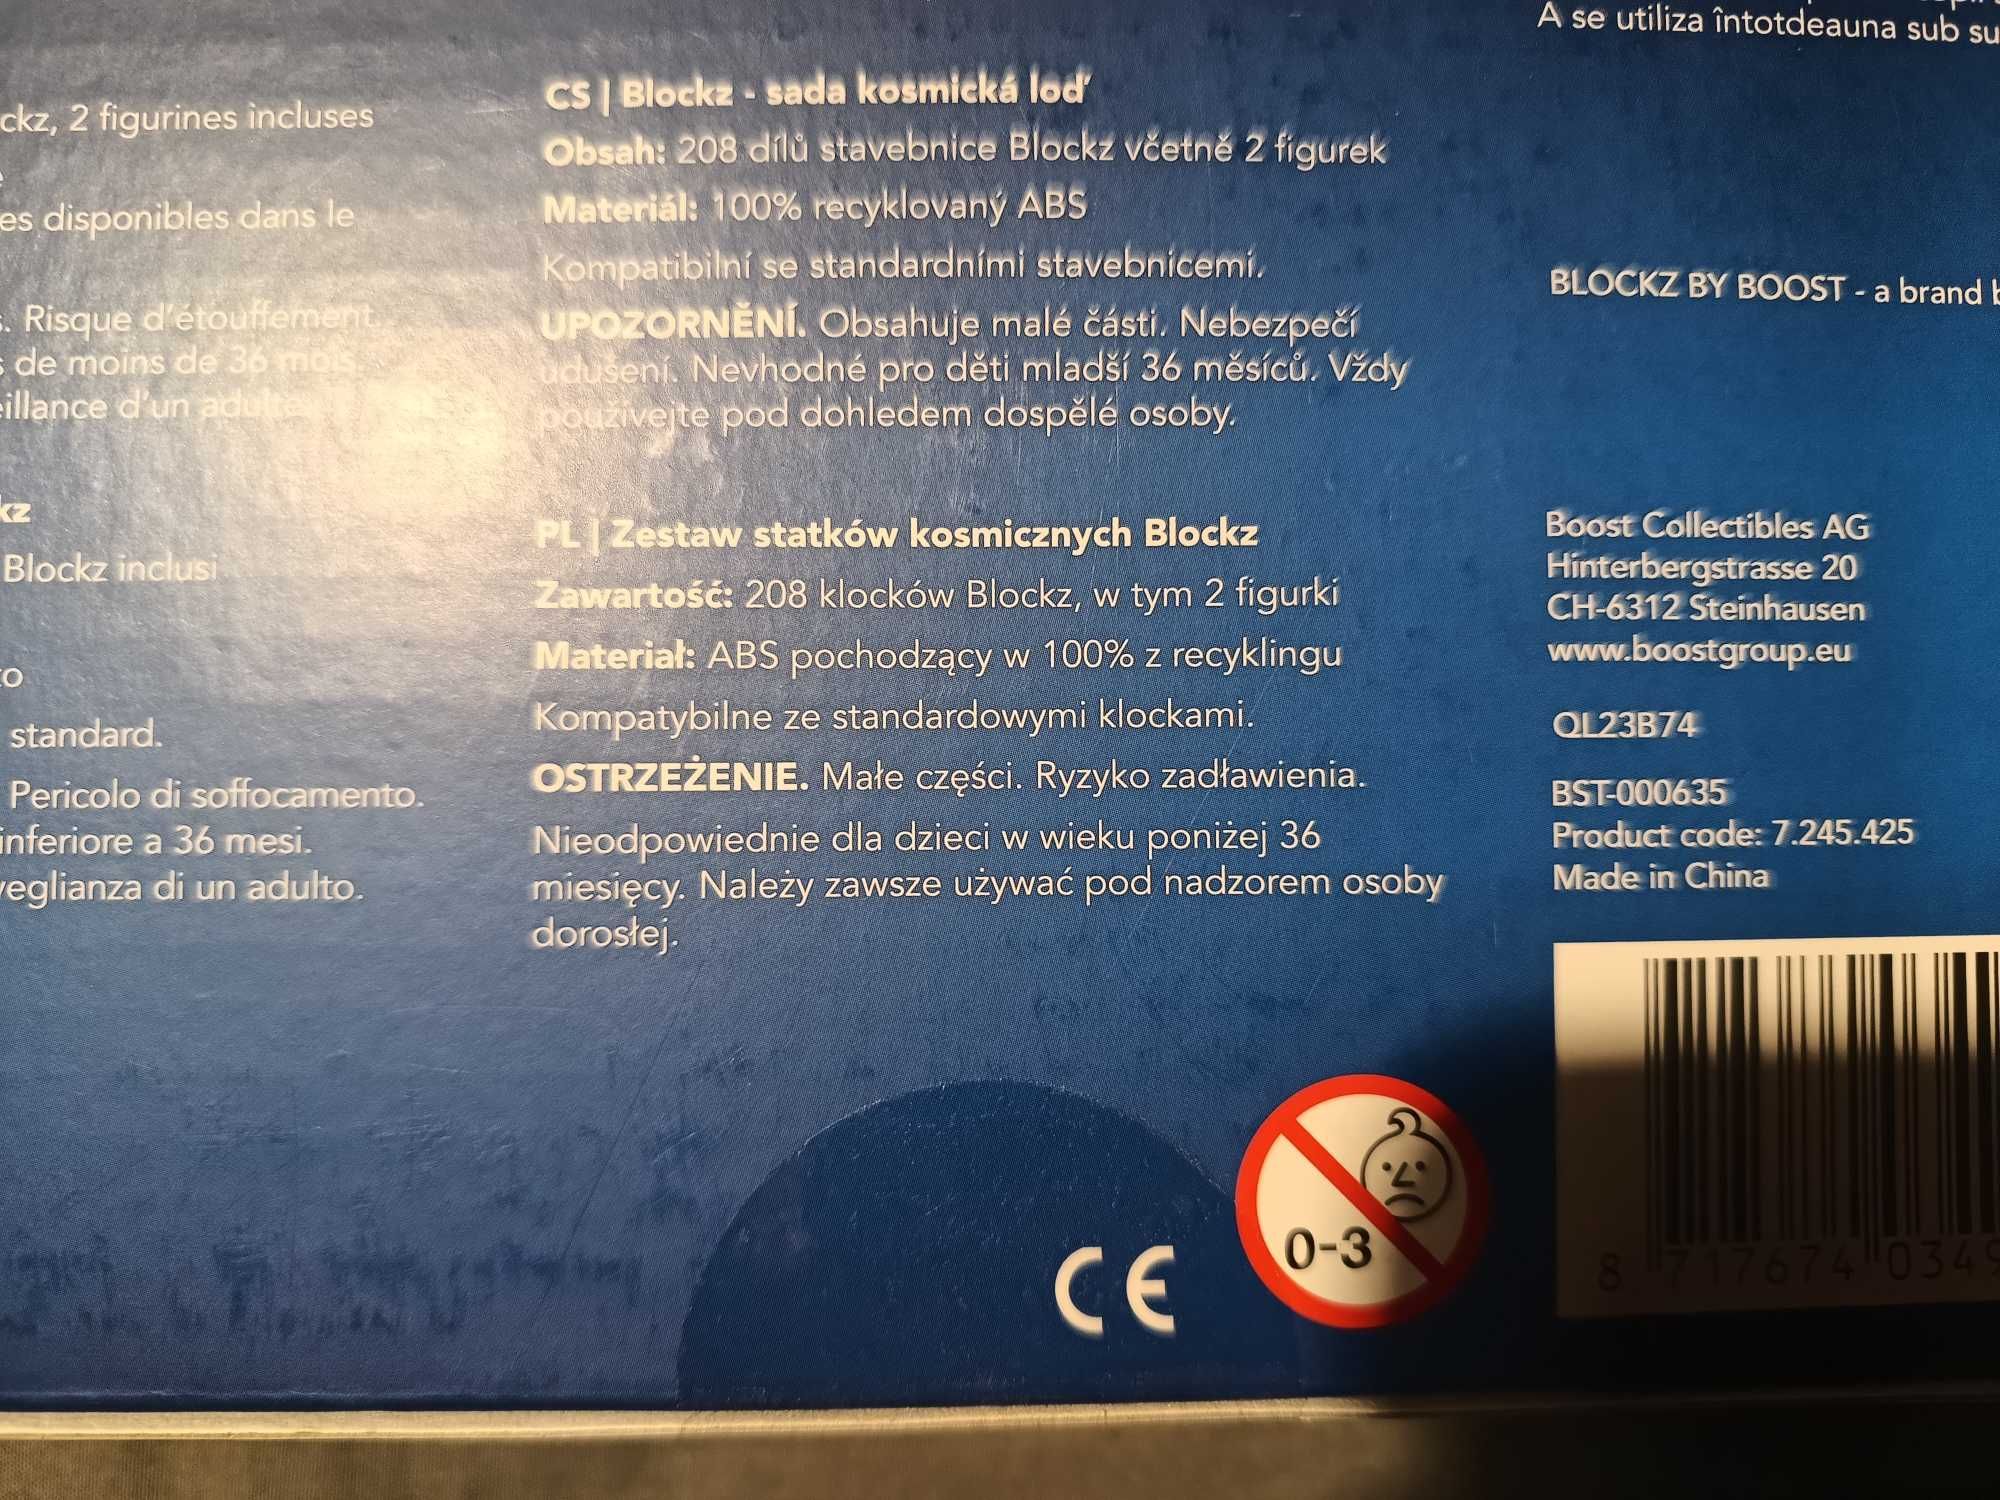 ckz, 2 figurines incluses
es disponibles dans le
. Risque d'étouffement
s de moins de 36 mois.
eillance d'un adulte
kz
Blockz inclusi
to
standard.
Pericolo di soffocamento.
inferiore a 36 mesi.
veglianza di un adulto.
CS | Blockz - sada kosmická loď
Obsah: 208 dílů stavebnice Blockz včetně 2 figurek
Materiál: 100% recyklovaný ABS
Kompatibilní se standardními stavebnicemi.
UPOZORNĚNÍ. Obsahuje malé části. Nebezpečí
udušení. Nevhodné pro děti mladší 36 měsíců. Vždy
používejte pod dohledem dospělé osoby.
PL | Zestaw statków kosmicznych Blockz
Zawartość: 208 klocków Blockz, w tym 2 figurki
Materiał: ABS pochodzący w 100% z recyklingu
Kompatybilne ze standardowymi klockami.
OSTRZEŻENIE. Małe części. Ryzyko zadławienia.
Nieodpowiednie dla dzieci w wieku poniżej 36
miesięcy. Należy zawsze używać pod nadzorem osoby
dorosłej.
CE
0-3
A se utiliza întotdeauna sub su
BLOCKZ BY BOOST - a brand b
Boost Collectibles AG
Hinterbergstrasse 20
CH-6312 Steinhausen
www.boostgroup.eu
QL23B74
BST-000635
Product code: 7.245.425
Made in China
8 717674 0349